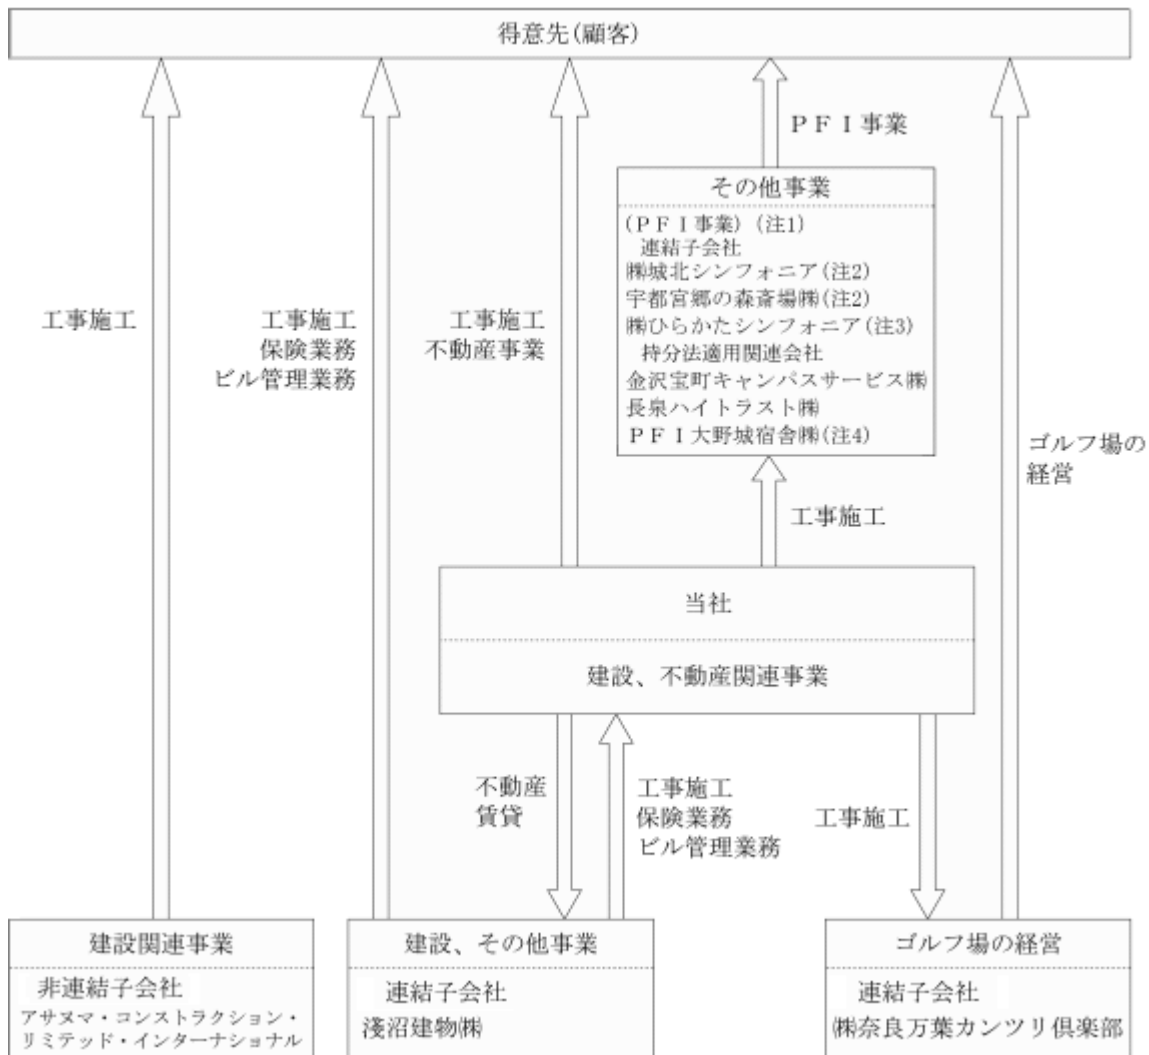 得意先(顧客)
ＰＦＩ事業
その他事業
(ＰＦＩ事業) (注1)
連結子会社
㈱城北シンフォニア(注2)
宇都宮郷の森斎場㈱(注2)
㈱ひらかたシンフォニア(注3)
持分法適用関連会社
金沢宝町キャンパスサービス㈱
長泉ハイトラスト㈱
ＰＦＩ大野城宿舎㈱(注4)
工事施工
工事施工
保険業務
ビル管理業務
工事施工
不動産事業
ゴルフ場の
経営
工事施工
当社
建設、不動産関連事業
不動産
賃貸
工事施工
保険業務
ビル管理業務
工事施工
建設関連事業
非連結子会社
アサヌマ・コンストラクション・
リミテッド・インターナショナル
建設、その他事業
連結子会社
淺沼建物㈱
ゴルフ場の経営
連結子会社
㈱奈良万葉カンツリ倶楽部